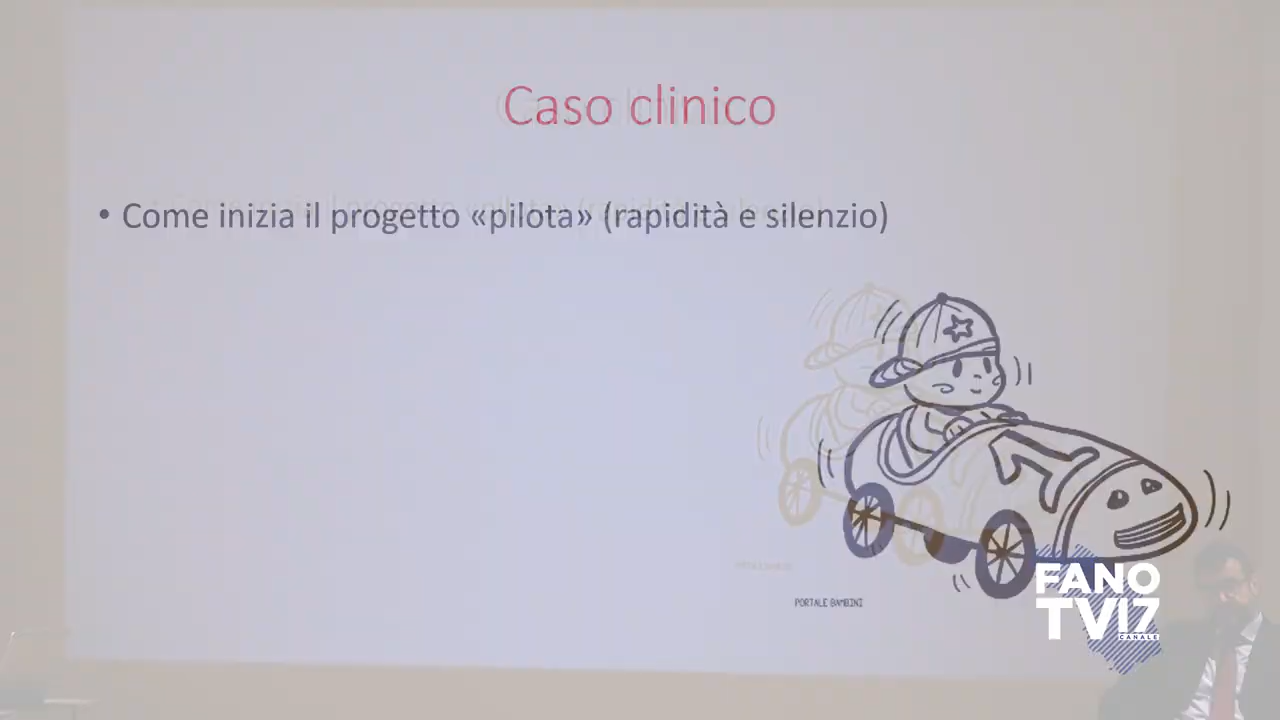 Caso clinico
• Come inizia il progetto «pilota» (rapidità e silenzio)
PORTALE BAMBINI
FANO
TV17
CANALE